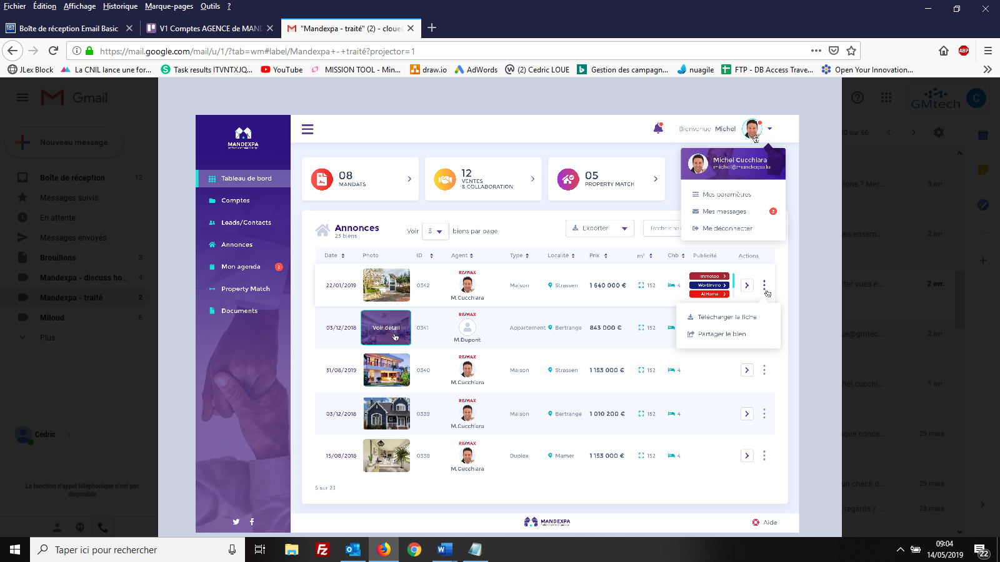 Fichier Édition Affichage Historique Marque-pages Outils ?
Boîte de réception Email Basic
V1 Comptes AGENCE de MAND
"Mandexpa - traité" (2) - cloue@
https://mail.google.com/mail/u/1/?tab=wm#label/Mandexpa+-+traité?projector=1
ABP
JLex Block
La CNIL lance une for...
Task results ITVNTXJQ...
YouTube
MISSION TOOL - Min...
draw.io
AdWords
(2) Cedric LOUE
Gestion des campagn...
nuagile
FTP - DB Access Trave...
Open Your Innovation...
Gmail
GMtech
C
Nouveau message
50 sur 66
Boîte de réception 12
Messages suivis
En attente
Messages envoyés
Brouillons 3
Mandexpa - discuss ho... 4
Mandexpa - traité 2
Miloud 6
Plus
Cédric
La fonction d'appel téléphonique n'est pas
disponible
MANDEXPA
Tableau de bord
Comptes
Leads/Contacts
Annonces
Mon agenda 2
Property Match
Documents
Bienvenue Michel
Michel Cucchiara
michel@mandexpa.lu
Mes paramètres
Mes messages 2
Me déconnecter
08
MANDATS
12
VENTES
& COLLABORATION
05
PROPERTY MATCH
Annonces
23 biens
Voir 5 biens par page
Exporter
Recherche
Date Photo ID Agent Type Localité Prix m² Chb Publicité Actions
22/01/2019 0342 RE/MAX M.Cucchiara Maison Strassen 1 640 000 € 152 4
Immotop
Wortimmo
AtHome
Télécharger la fiche
Partager le bien
03/12/2018 Voir detail 0341 RE/MAX M.Dupont Appartement Bertrange 843 000 € 152
31/08/2019 0340 RE/MAX M.Cucchiara Maison Strassen 1 153 000 € 152 4
03/12/2018 0339 RE/MAX M.Cucchiara Maison Bertrange 1 010 200 € 152 4
15/08/2018 0338 RE/MAX M.Cucchiara Duplex Mamer 1 153 000 € 152 4
5 sur 23
MANDEXPA
Aide
tions ? Mer... 3 avr.
es ensem... 2 avr.
rter vues e... 2 avr.
ue@gmtec... 2 avr.
hel.cucchi... 1 avr.
ique conce... 29 mars
un check d... 29 mars
regards / ... 28 mars
Taper ici pour rechercher
09:04
14/05/2019
22